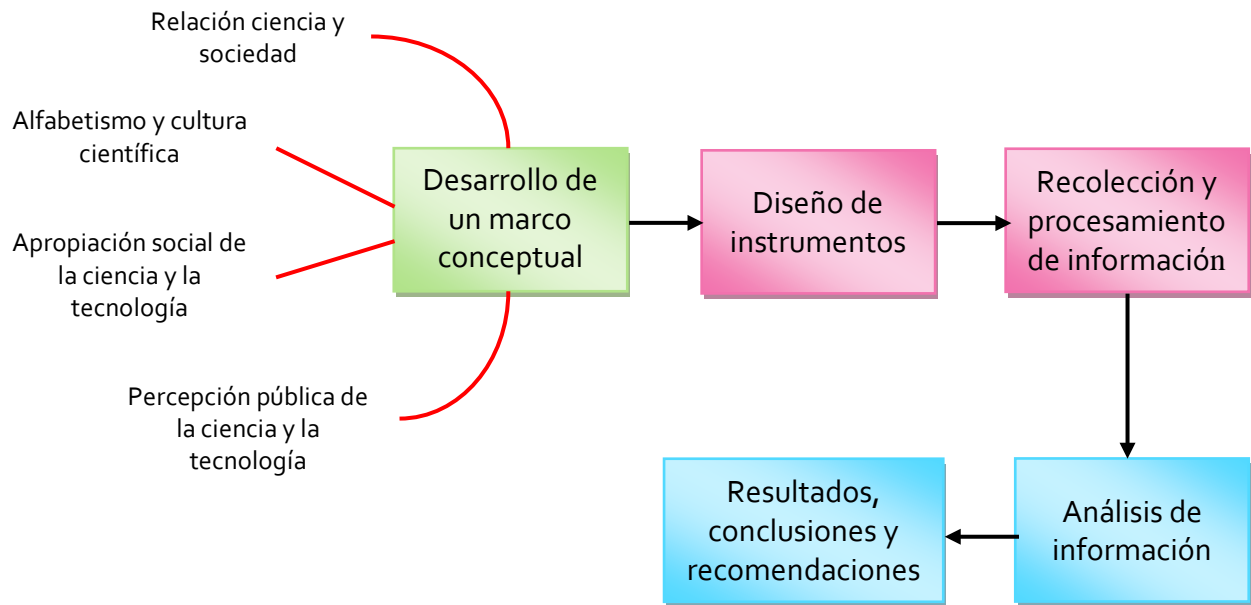 Relación ciencia y
sociedad
Alfabetismo y cultura
científica
Apropiación social de
la ciencia y la
tecnología
Percepción pública de
la ciencia y la
tecnología
Desarrollo de
un marco
conceptual
Diseño de
instrumentos
Recolección y
procesamiento
de información
Análisis de
información
Resultados,
conclusiones y
recomendaciones